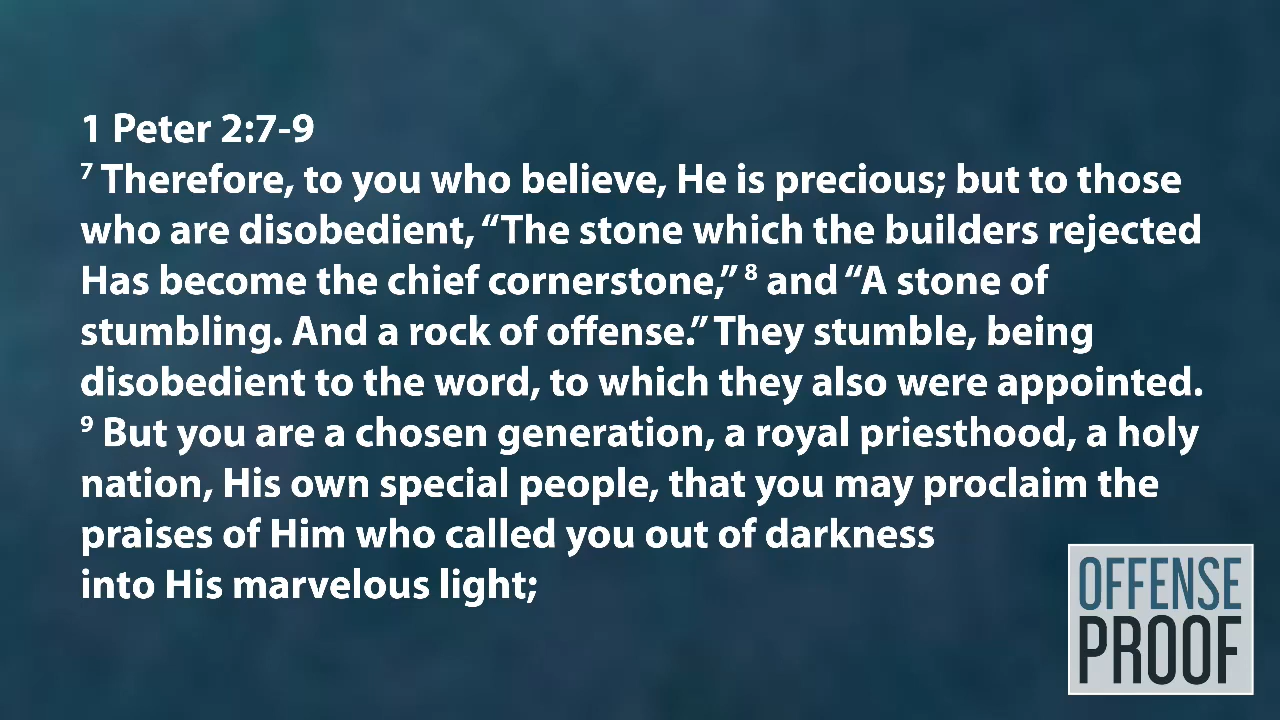 1 Peter 2:7-9
⁷ Therefore, to you who believe, He is precious; but to those
who are disobedient, “The stone which the builders rejected
Has become the chief cornerstone,” ⁸ and “A stone of
stumbling. And a rock of offense.” They stumble, being
disobedient to the word, to which they also were appointed.
⁹ But you are a chosen generation, a royal priesthood, a holy
nation, His own special people, that you may proclaim the
praises of Him who called you out of darkness
into His marvelous light;
OFFENSE
PROOF